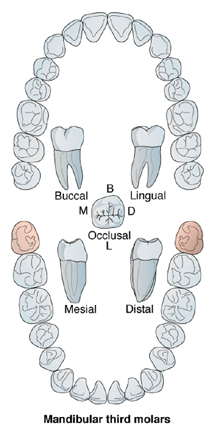 Buccal
Lingual
B
M
D
Occlusal
L
Mesial
Distal
Mandibular third molars